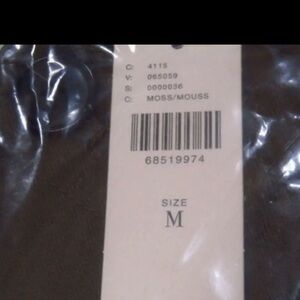 C: 4115
V: 065059
S: 0000036
C: MOSS/MOUSS
68519974
SIZE
M